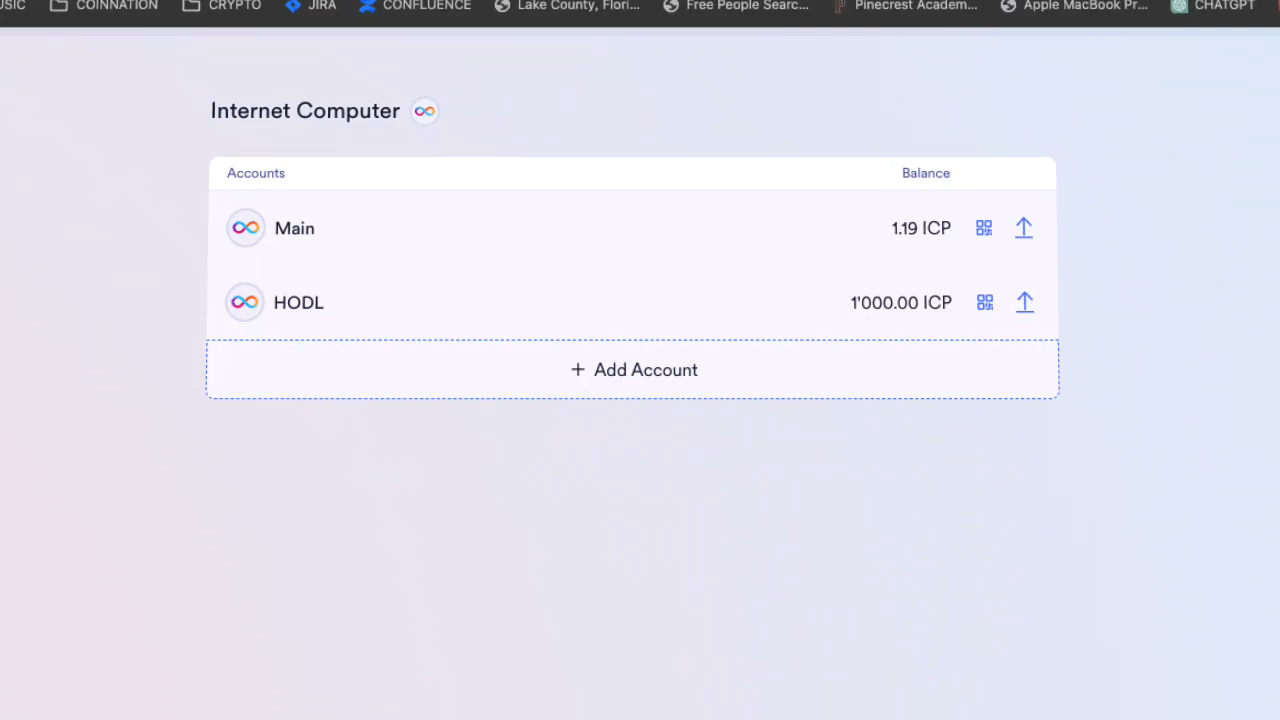 USIC COINNATION CRYPTO JIRA CONFLUENCE Lake County, Flori... Free People Searc... Pinecrest Academ... Apple MacBook Pr... CHATGPT
Internet Computer
Accounts Balance
Main 1.19 ICP
HODL 1'000.00 ICP
+ Add Account